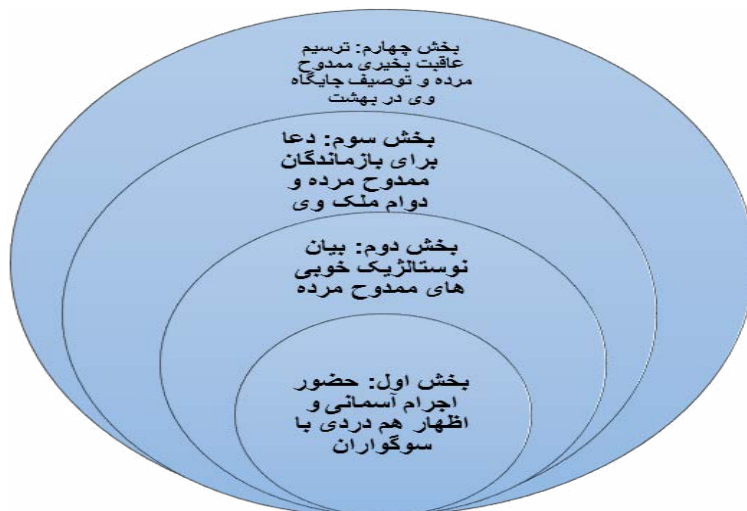 بخش چهارم: ترسیم
عاقبت بخیری ممدوح
مرده و توصیف جایگاه
وی در بهشت
بخش سوم: دعا
برای بازماندگان
ممدوح مرده و
دوام ملک وی
بخش دوم: بیان
نوستالژیک خوبی
های ممدوح مرده
بخش اول: حضور
اجرام آسمانی و
اظهار هم دردی با
سوگواران